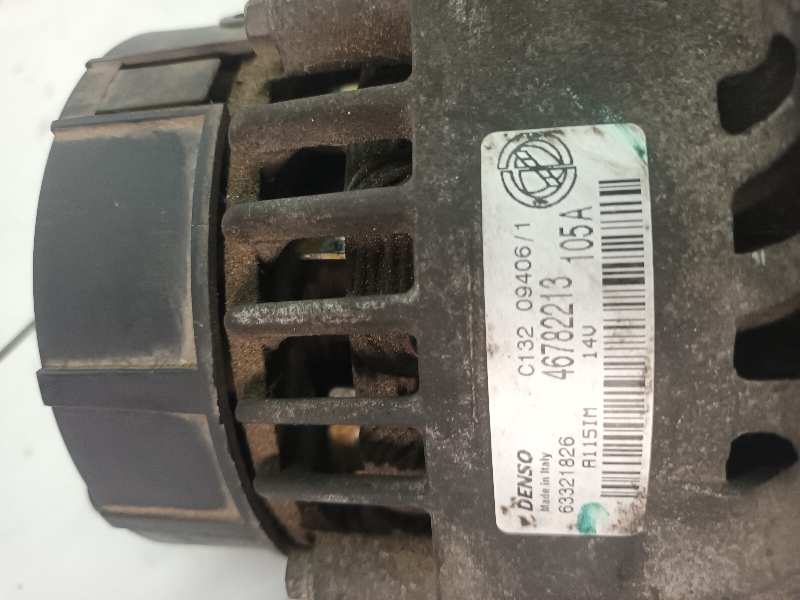 DENSO C132 09406/1
Made in Italy 46782213 105A
63321826 14V
A115IM